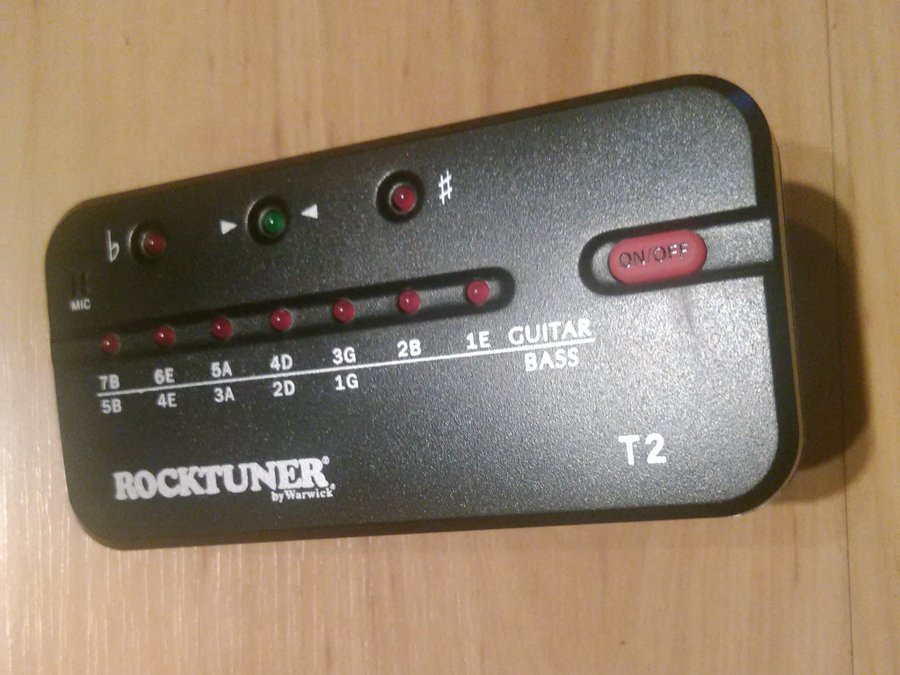 ♭ ▶ ◀ ♯
MIC
ON/OFF
7B 6E 5A 4D 3G 2B 1E GUITAR
5B 4E 3A 2D 1G BASS
T2
ROCKTUNER®
by Warwick®